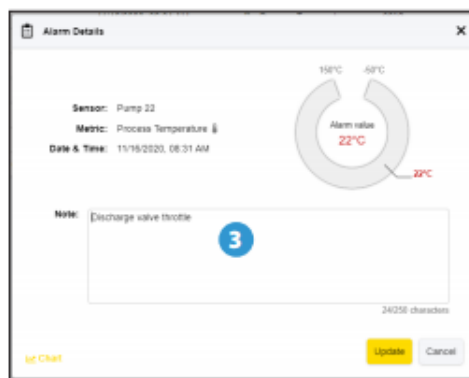 Alarm Details
150°C -50°C
Sensor: Pump 22
Metric: Process Temperature
Date & Time: 11/16/2020, 08:31 AM
Alarm value
22°C
22°C
Note: Discharge valve throttle
3
24/250 characters
Chart
Update Cancel